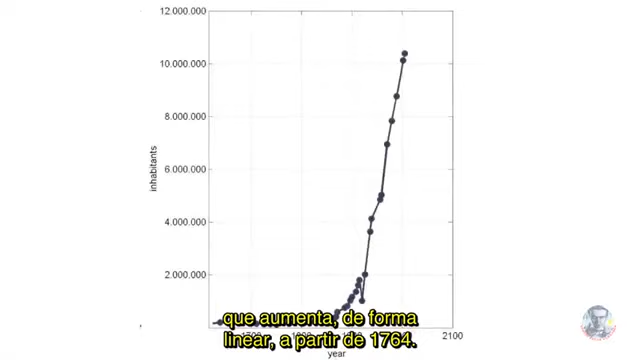 12.000.000
10.000.000
8.000.000
6.000.000
4.000.000
2.000.000
inhabitants
1700
2100
que aumenta, de forma
linear, a partir de 1764.
year